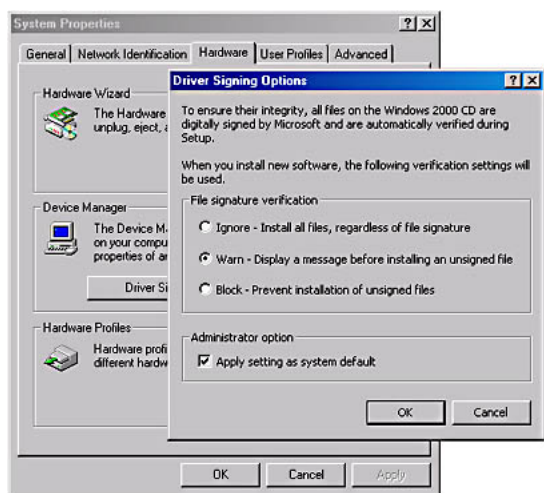 System Properties
General
Network Identification
Hardware
User Profiles
Advanced
Hardware Wizard
The Hardware
unplug, eject, a
Device Manager
The Device M
on your compu
properties of a
Driver Si
Hardware Profiles
Hardware profi
different hardw
OK
Cancel
Apply
Driver Signing Options
To ensure their integrity, all files on the Windows 2000 CD are
digitally signed by Microsoft and are automatically verified during
Setup.
When you install new software, the following verification settings will
be used.
File signature verification
Ignore - Install all files, regardless of file signature
Warn - Display a message before installing an unsigned file
Block - Prevent installation of unsigned files
Administrator option
Apply setting as system default
OK
Cancel